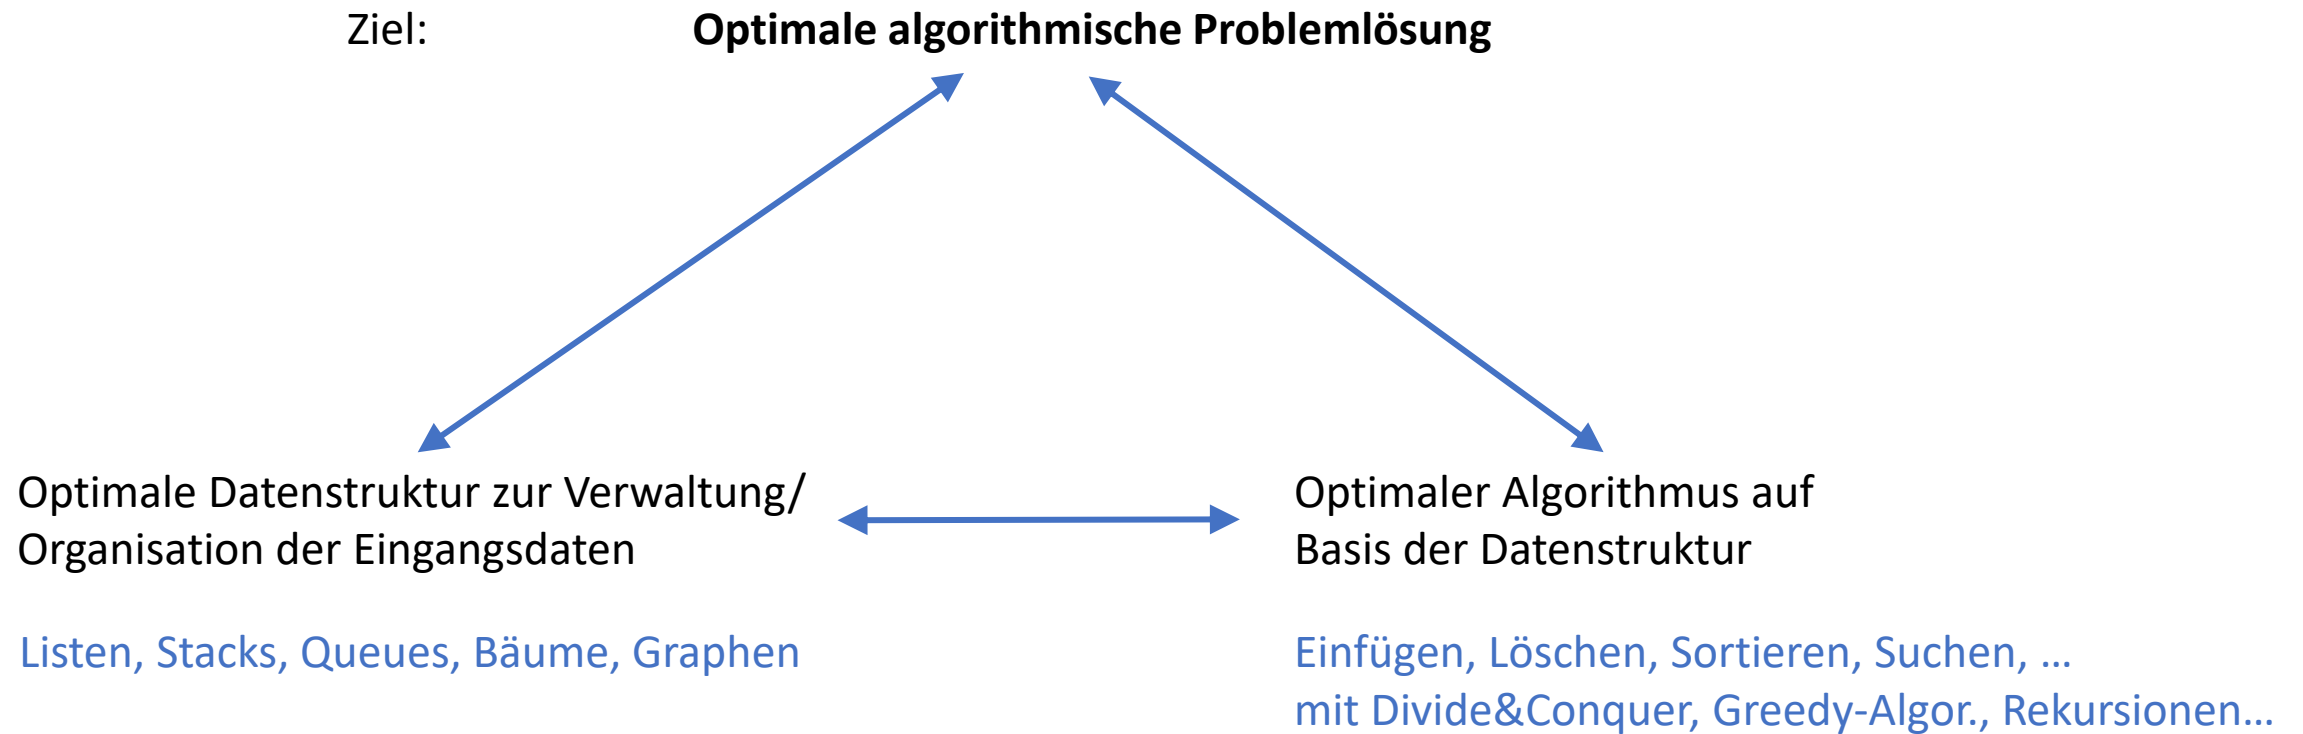 Ziel: Optimale algorithmische Problemlösung
Optimale Datenstruktur zur Verwaltung/
Organisation der Eingangsdaten
Listen, Stacks, Queues, Bäume, Graphen
Optimaler Algorithmus auf
Basis der Datenstruktur
Einfügen, Löschen, Sortieren, Suchen, …
mit Divide&Conquer, Greedy-Algor., Rekursionen…